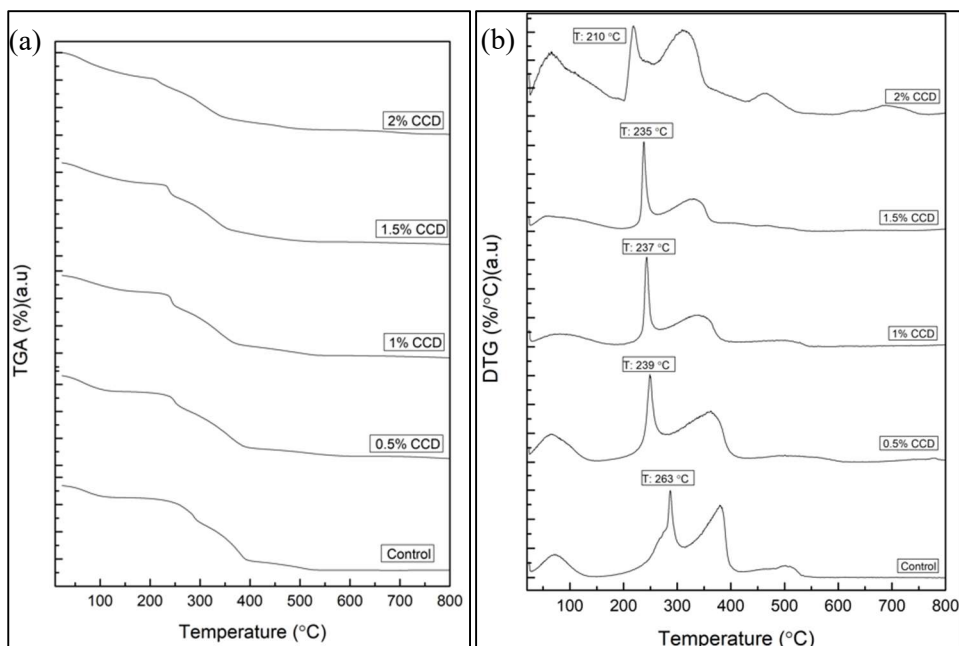 (a)
2% CCD
1.5% CCD
1% CCD
0.5% CCD
Control
TGA (%)(a.u)
100 200 300 400 500 600 700 800
Temperature (°C)
(b)
T: 210 °C
2% CCD
T: 235 °C
1.5% CCD
T: 237 °C
1% CCD
T: 239 °C
0.5% CCD
T: 263 °C
Control
DTG (%/°C)(a.u)
100 200 300 400 500 600 700 800
Temperature (°C)